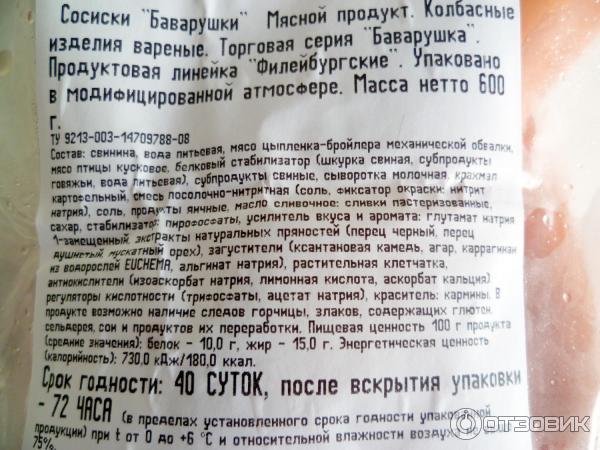 Сосиски "Баварушки" Мясной продукт. Колбасные
изделия вареные. Торговая серия "Баварушка".
Продуктовая линейка "Филейбургские". Упаковано
в модифицированной атмосфере. Масса нетто 600
г.
ТУ 9213-003-14709788-08
Состав: свинина, вода питьевая, мясо цыпленка-бройлера механической обвалки,
мясо птицы кусковое, белковый стабилизатор (шкурка свиная, субпродукты
говяжьи, вода питьевая), субпродукты свиные, сыворотка молочная, крахмал
картофельный, смесь посолочно-нитритная (соль, фиксатор окраски: нитрит
натрия), соль, продукты яичные, масло сливочное, сливки пастеризованные,
сахар, стабилизатор: пирофосфаты, усилитель вкуса и аромата: глутамат натрия
1-замещенный, экстракты натуральных пряностей (перец черный, перец
душистый, мускатный орех), загустители (ксантановая камедь, агар, каррагинан
из водорослей EUCHEMA, альгинат натрия), растительная клетчатка,
антиокислители (изоаскорбат натрия, лимонная кислота, аскорбат кальция)
регуляторы кислотности (трифосфаты, ацетат натрия), краситель: кармины. В
продукте возможно наличие следов горчицы, злаков, содержащих глютен,
сельдерея, сои и продуктов их переработки. Пищевая ценность 100 г продукта
(средние значения): белок - 10,0 г, жир - 15,0 г. Энергетическая ценность
(калорийность): 730,0 кДж/180,0 ккал.
Срок годности: 40 СУТОК, после вскрытия упаковки
- 72 ЧАСА (в пределах установленного срока годности упакованной
продукции) при t от 0 до +6 °C и относительной влажности воздуха
75%.
ОТЗОВИК